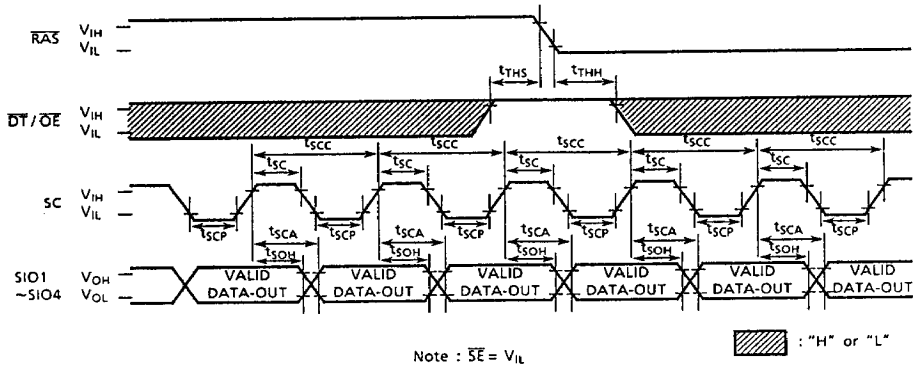 RAS VIH
VIL
tTHS tTHH
DT/OE VIH
VIL
tSCC tSCC tSCC tSCC tSCC
tSC tSC tSC tSC tSC
SC VIH
VIL
tSCP tSCP tSCP tSCP tSCP tSCP
tSCA tSCA tSCA tSCA tSCA
tSOH tSOH tSOH tSOH tSOH
SIO1 VOH VALID VALID VALID VALID VALID VALID
~SIO4 VOL DATA-OUT DATA-OUT DATA-OUT DATA-OUT DATA-OUT DATA-OUT
: "H" or "L"
Note : SE = VIL